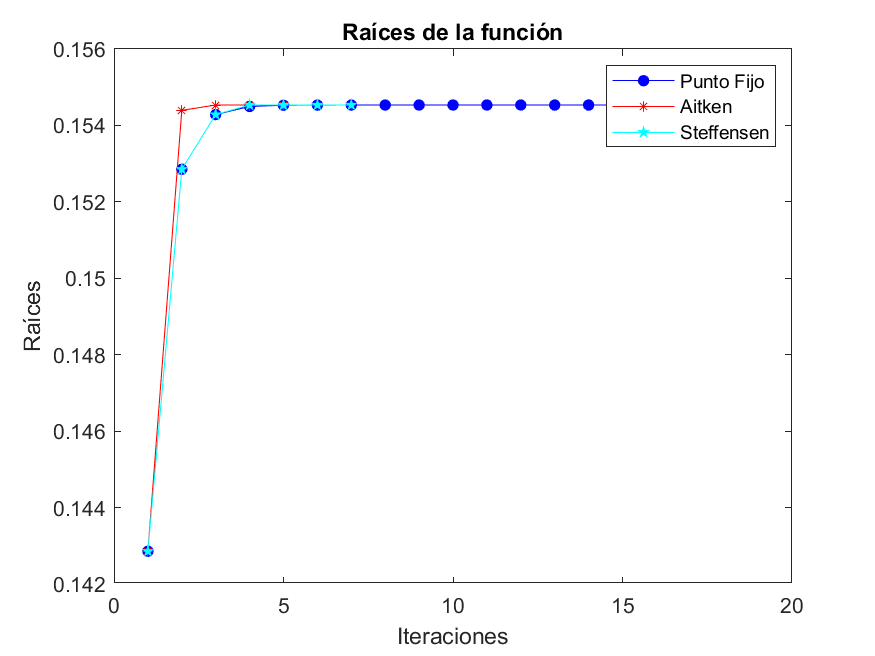 Raíces de la función
0.156
0.154
0.152
0.15
0.148
0.146
0.144
0.142
Raíces
Punto Fijo
Aitken
Steffensen
0
5
10
15
20
Iteraciones